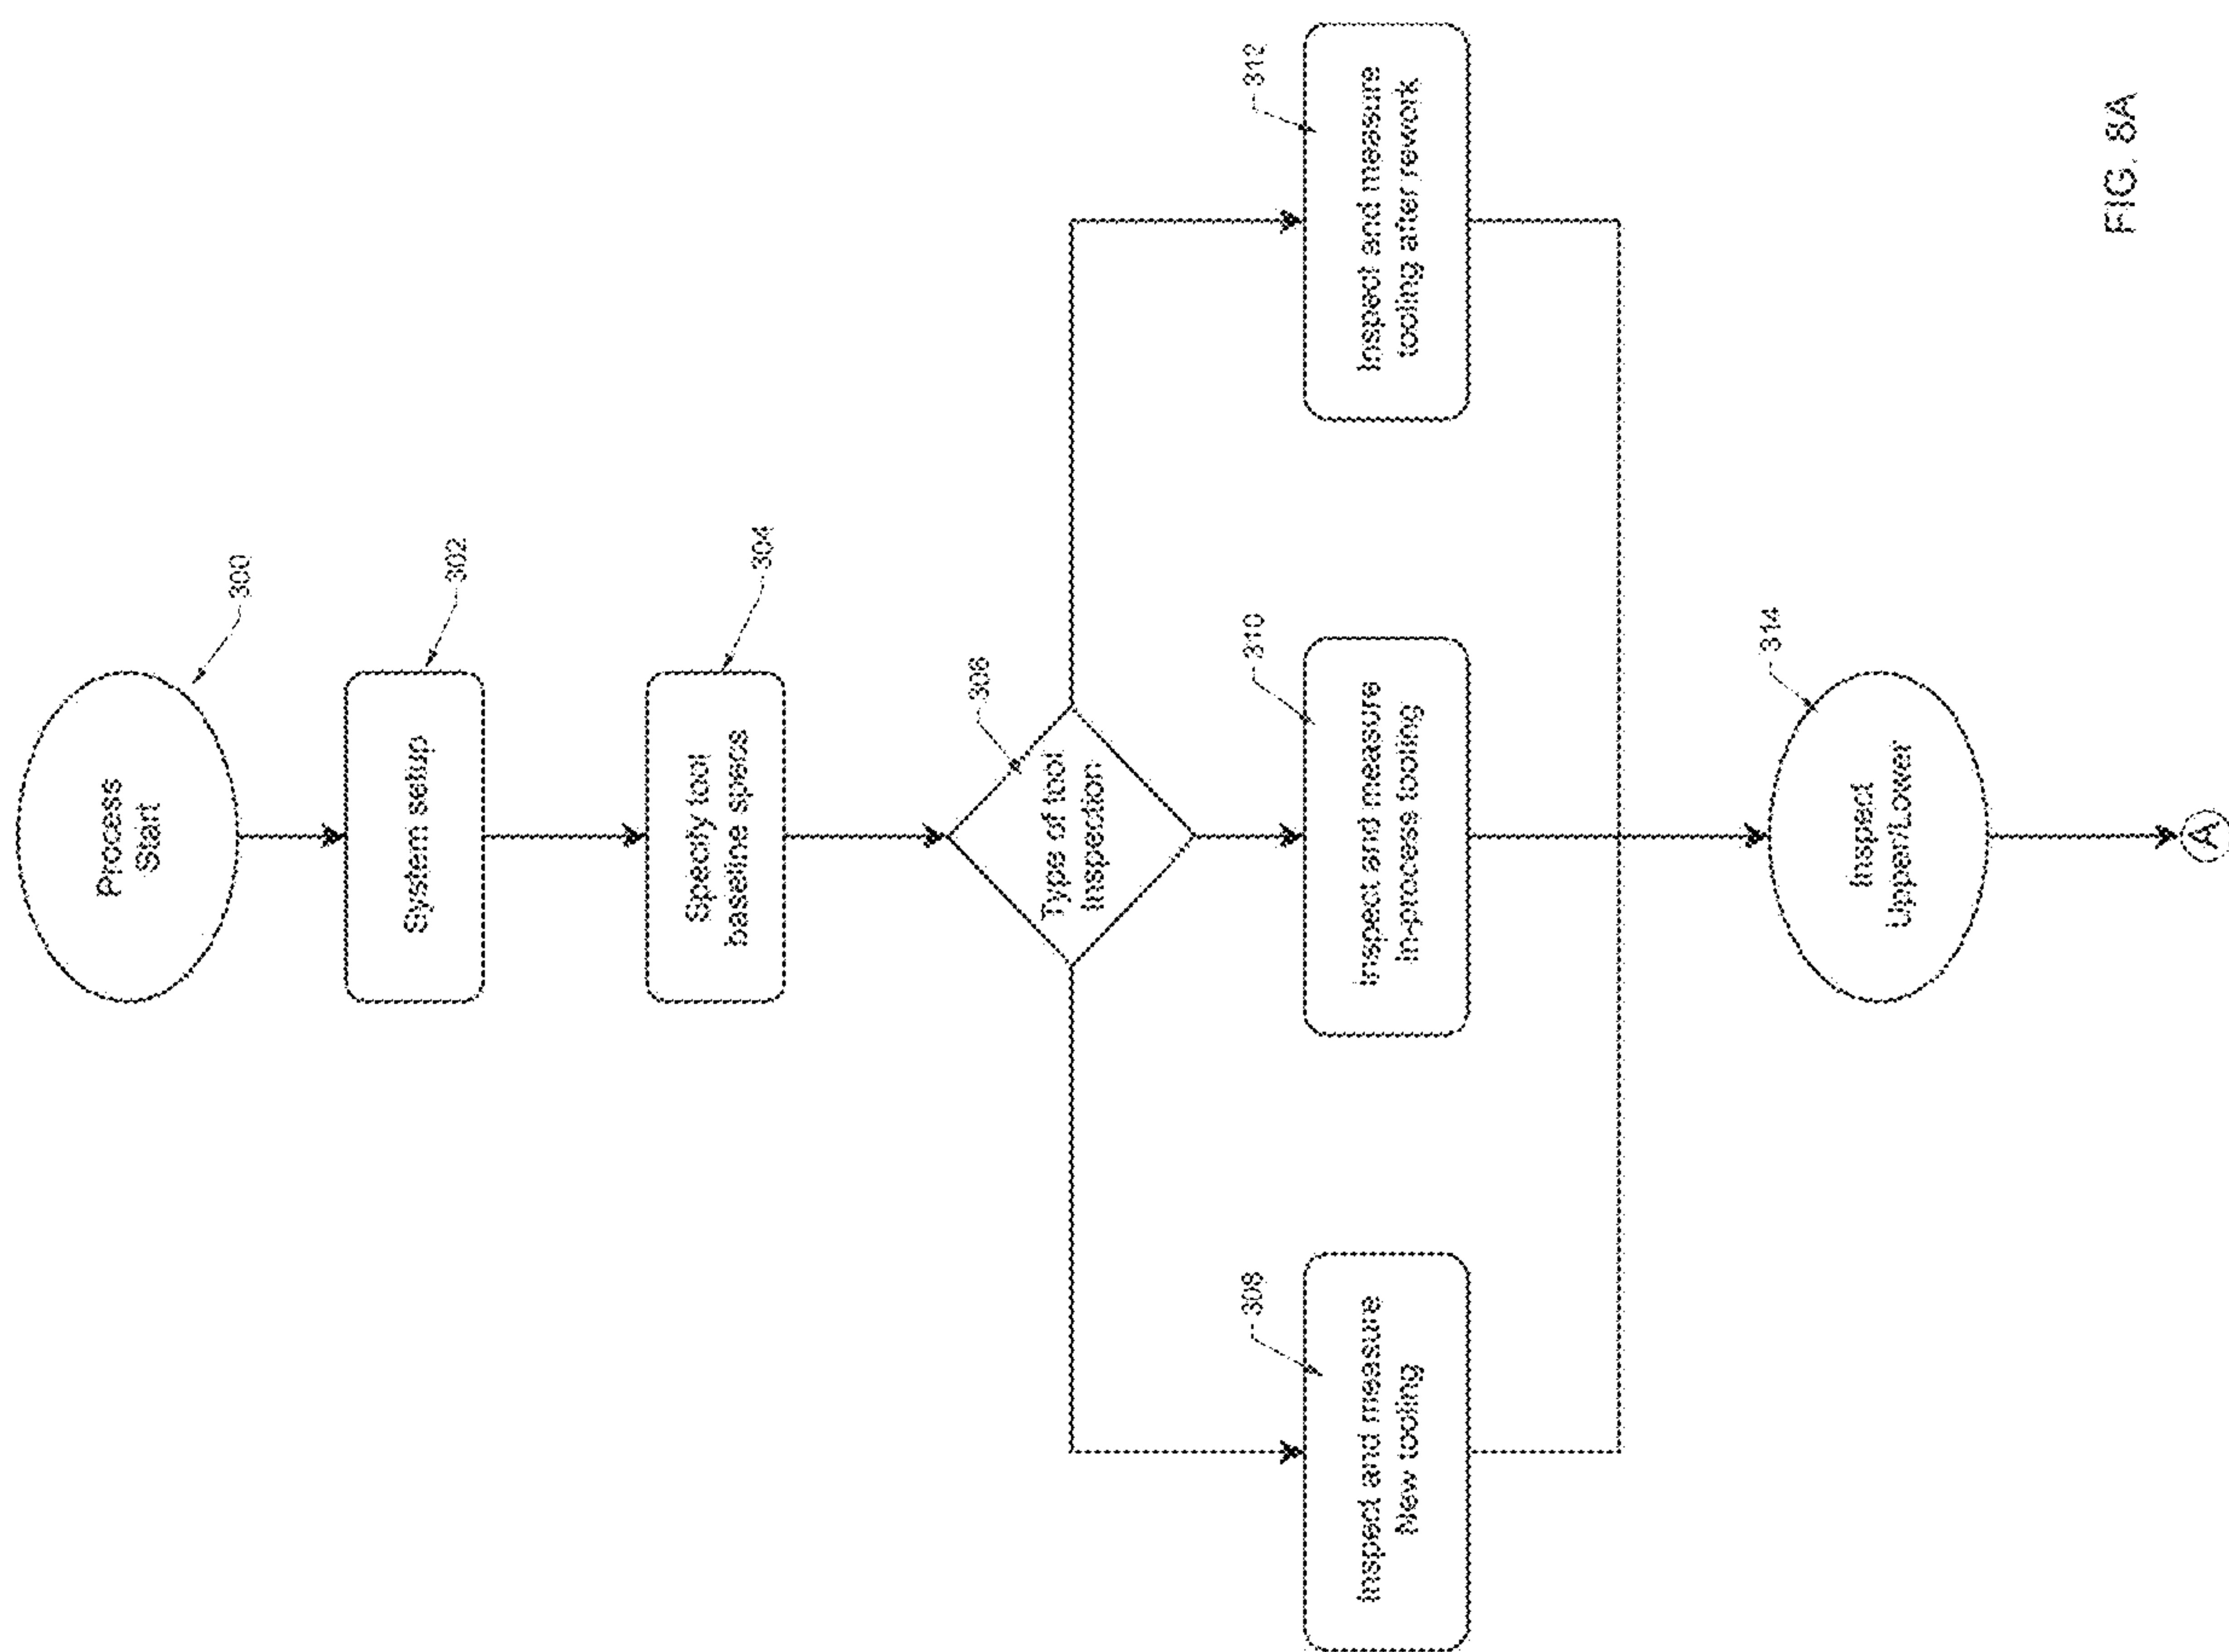 Process
Start
300
System setup
302
Specify tool
baseline specs
304
Type of tool
Inspection
306
Inspect and measure
New tooling
308
Inspect and measure
In-process tooling
310
Inspect and measure
tooling after rework
312
Inspect
Upper/Lower
314
A
FIG. 8A